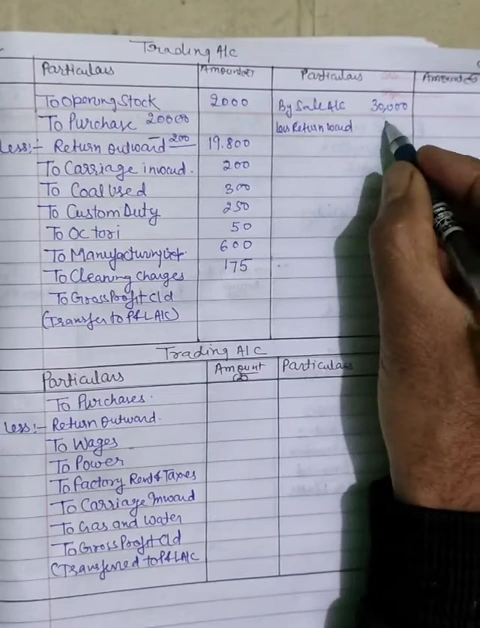 Trading A/c
Particulars Amount Particulars Amount
To Opening Stock 2000 By Sale A/c 30,000
To Purchase 20000 Less Return Inward
Less:- Return Outward - 200 19.800
To Carriage inward. 200
To Coal Used 300
To Custom Duty 250
To Octori 50
To Manufacturing 600
To Cleaning Charges 175
To Gross Profit C/d
(Transfer to P&L A/c)
Trading A/c
Particulars Amount Particulars
To Purchases.
Less:- Return Outward.
To Wages
To Power
To Factory Rent & Taxes
To Carriage Inward
To Gas and Water
To Gross Profit C/d
(Transferred to P&L A/c